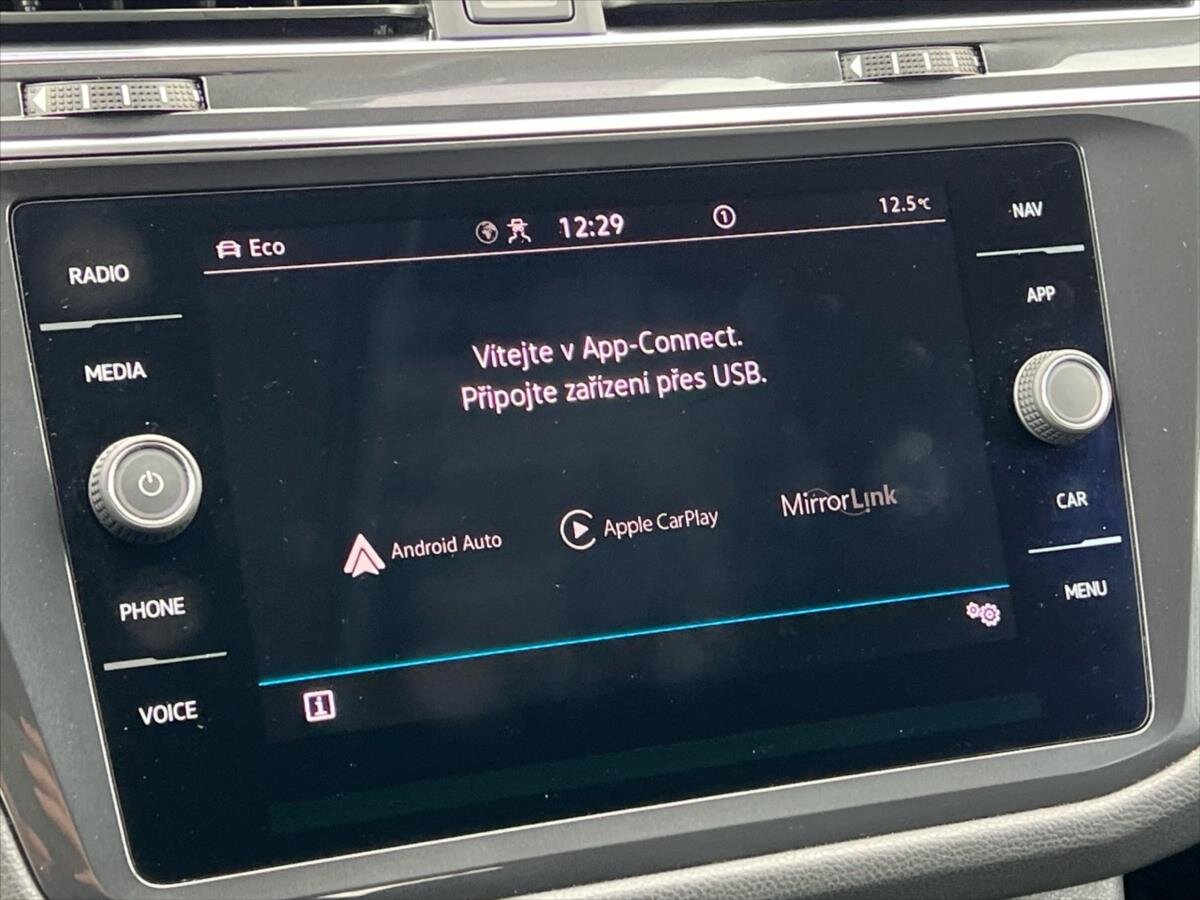 Eco 12:29 1 12.5°C
RADIO
MEDIA
PHONE
VOICE
Vítejte v App-Connect.
Připojte zařízení přes USB.
Android Auto
Apple CarPlay
MirrorLink
i
NAV
APP
CAR
MENU